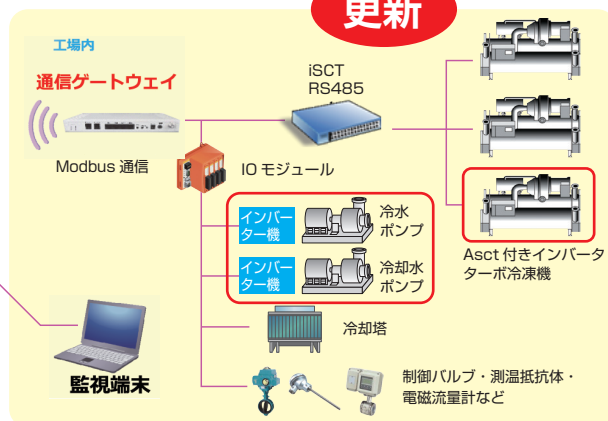 更新
工場内
通信ゲートウェイ
iSCT
RS485
Modbus 通信
IO モジュール
インバー
ター機
冷水
ポンプ
インバー
ター機
冷却水
ポンプ
Asct 付きインバータ
ターボ冷凍機
冷却塔
監視端末
制御バルブ・測温抵抗体・
電磁流量計など